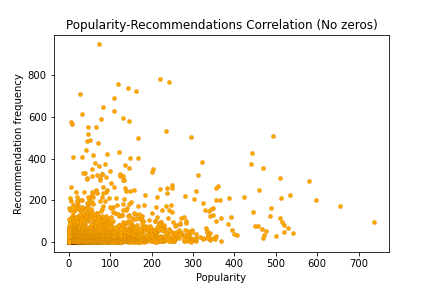 Popularity-Recommendations Correlation (No zeros)
Recommendation frequency
800
600
400
200
0
0 100 200 300 400 500 600 700
Popularity